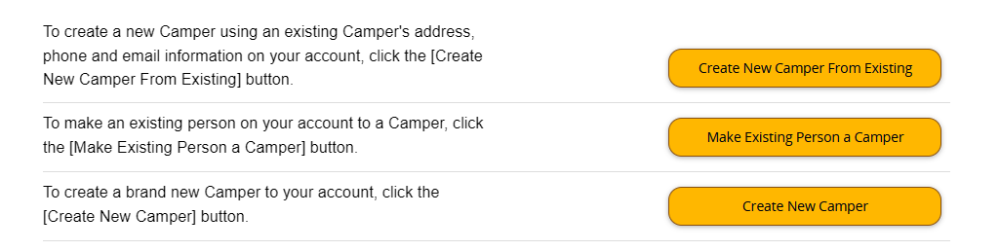 To create a new Camper using an existing Camper's address,
phone and email information on your account, click the [Create
New Camper From Existing] button.
Create New Camper From Existing
To make an existing person on your account to a Camper, click
the [Make Existing Person a Camper] button.
Make Existing Person a Camper
To create a brand new Camper to your account, click the
[Create New Camper] button.
Create New Camper